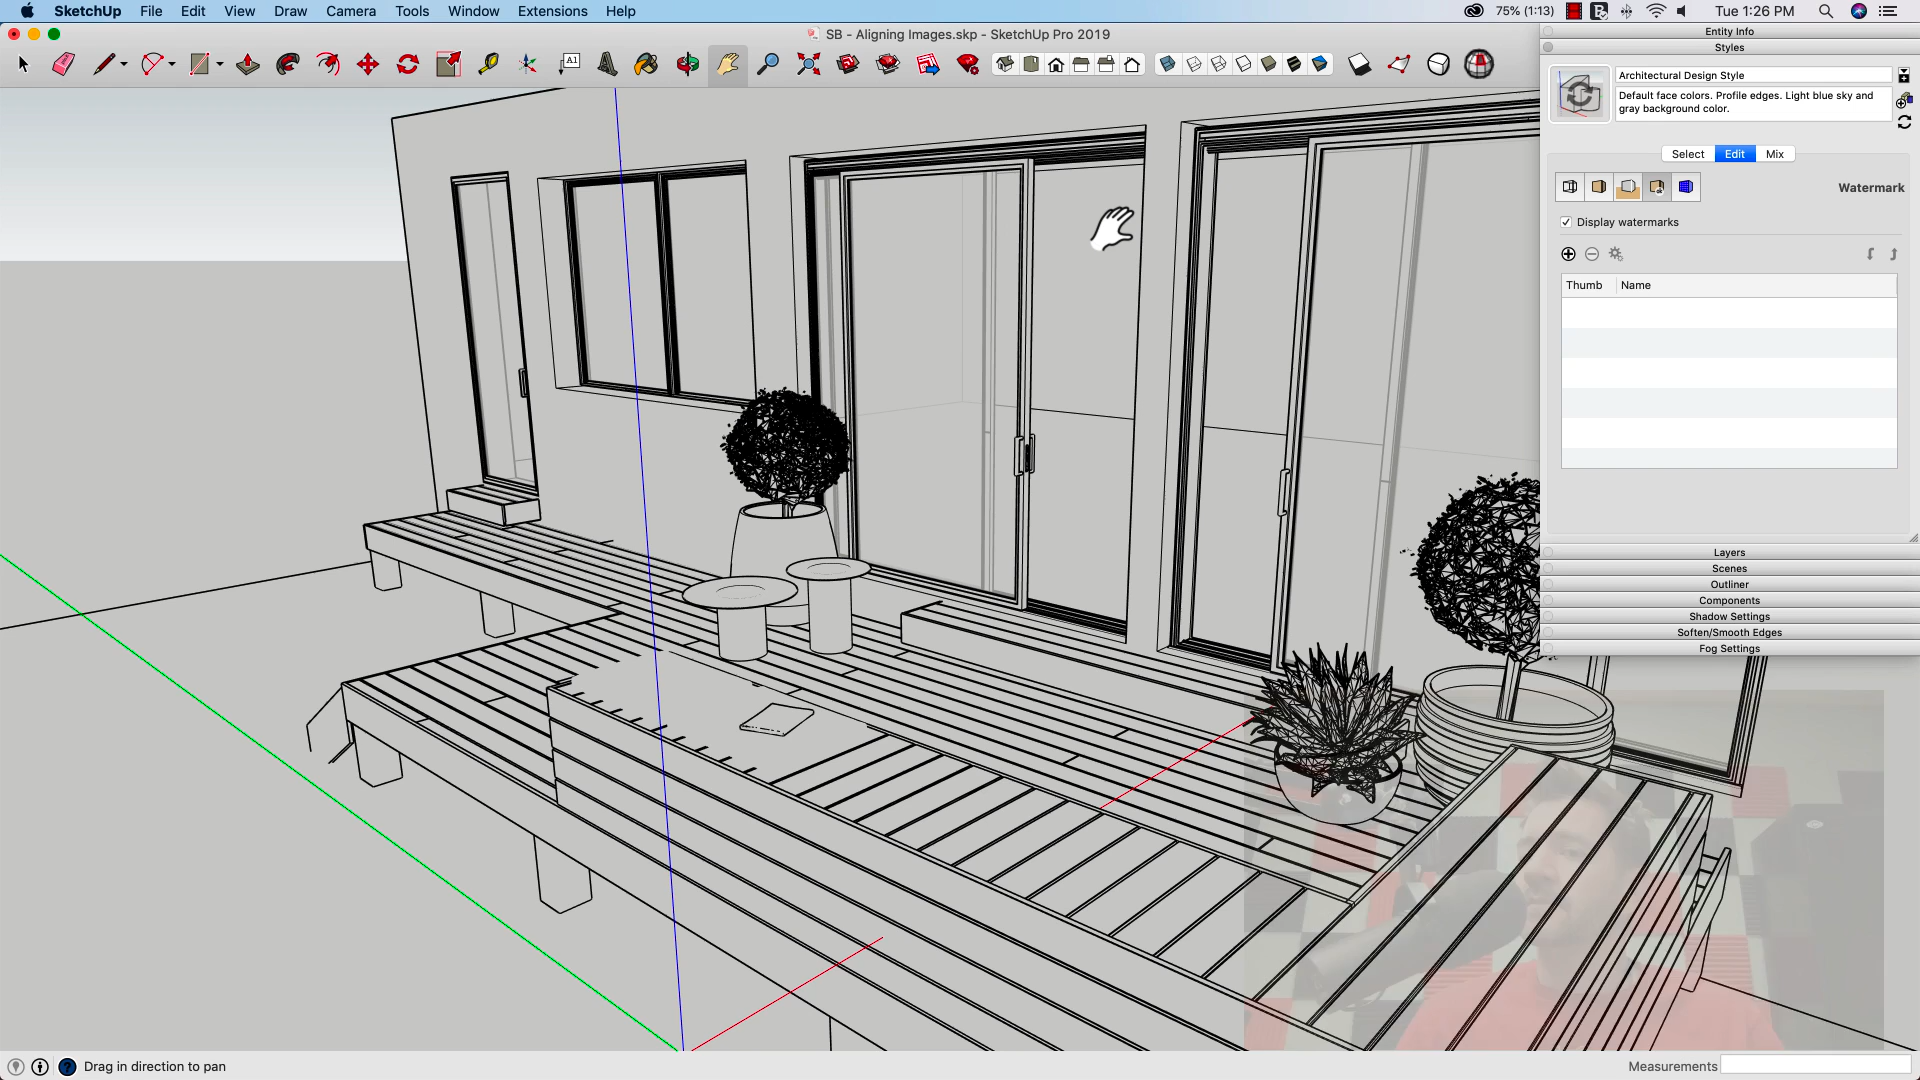 SketchUp File Edit View Draw Camera Tools Window Extensions Help 75% (1:13) Tue 1:26 PM
SB - Aligning Images.skp - SketchUp Pro 2019
Entity Info
Styles
A1
Architectural Design Style
Default face colors. Profile edges. Light blue sky and
gray background color.
Select Edit Mix
Watermark
Display watermarks
Thumb Name
Layers
Scenes
Outliner
Components
Shadow Settings
Soften/Smooth Edges
Fog Settings
Drag in direction to pan
Measurements